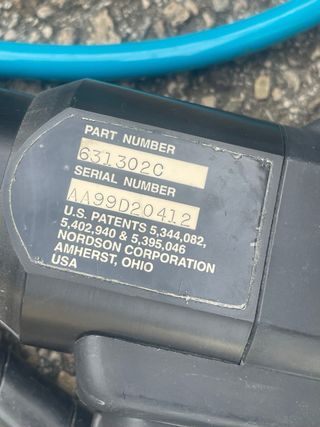 PART NUMBER
631302C
SERIAL NUMBER
AA99D20412
U.S. PATENTS 5,344,082,
5,402,940 & 5,395,046
NORDSON CORPORATION
AMHERST, OHIO
USA